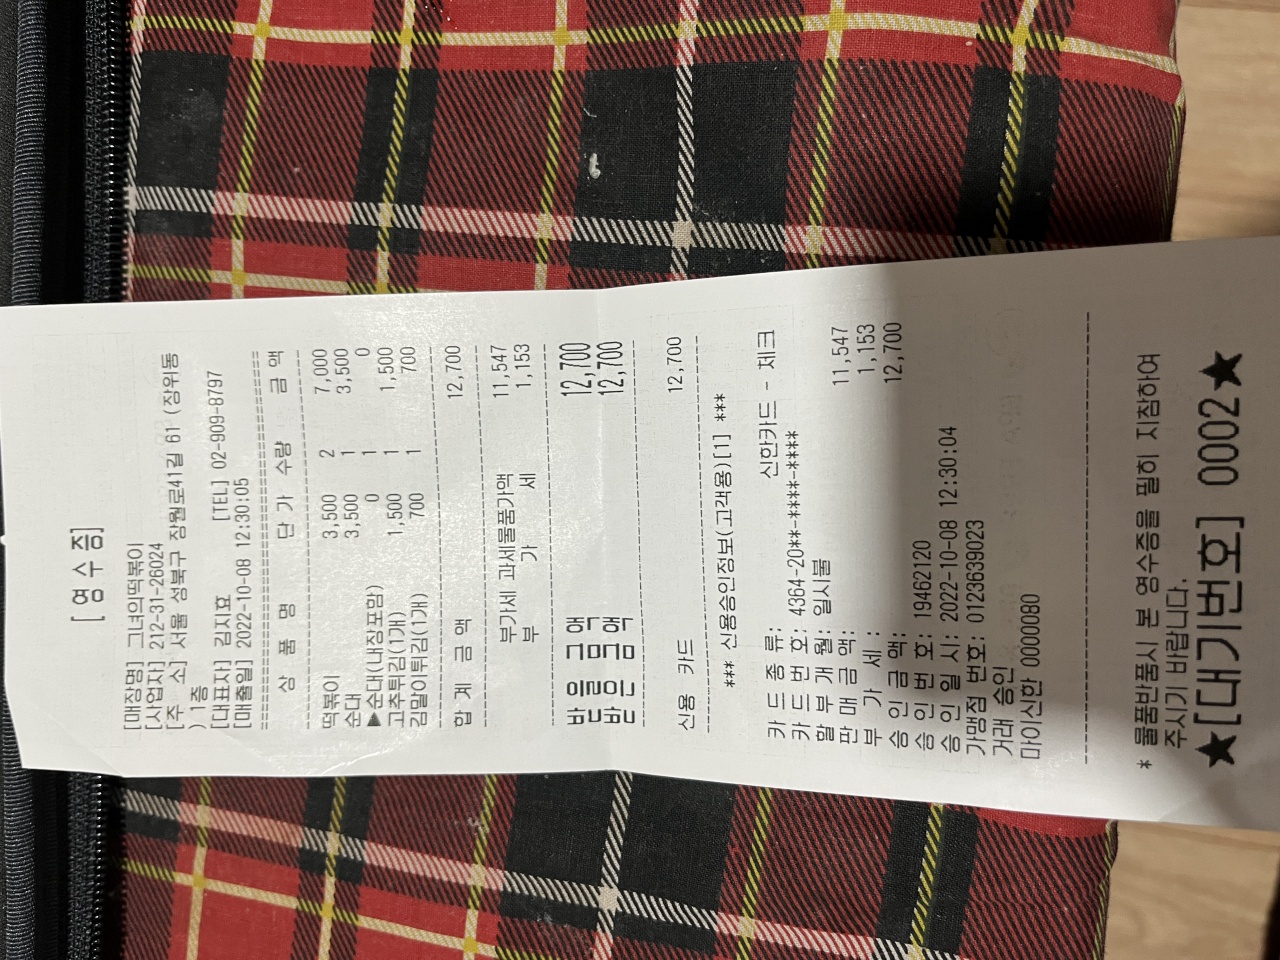 [영수증]
[매장명] 그녀의떡볶이
[사업자] 212-31-26024
[주 소] 서울 성북구 장월로41길 61 (장위동
) 1층
[대표자] 김지효 [TEL] 02-909-8797
[매출일] 2022-10-08 12:30:05
상 품 명 단 가 수량 금 액
떡볶이 3,500 2 7,000
순대 3,500 1 3,500
▶순대(내장포함) 0 1 0
고추튀김(1개) 1,500 1 1,500
김말이튀김(1개) 700 1 700
합 계 금 액 12,700
부가세 과세물품가액 11,547
부 가 세 1,153
받을금액 12,700
받은금액 12,700
신용 카드 12,700
*** 신용승인정보(고객용)[1] ***
카 드 종 류: 신한카드 - 체크
카 드 번 호: 4364-20**-****-****
할 부 개 월: 일시불
판 매 금 액: 11,547
부 가 세 : 1,153
승 인 금 액: 12,700
승 인 번 호: 19462120
승 인 일 시: 2022-10-08 12:30:04
가맹점 번호: 0123639023
거래 승인
마이신한 0000080
* 물품반품시 본 영수증을 필히 지참하여
주시기 바랍니다.
★[대기번호] 0002★